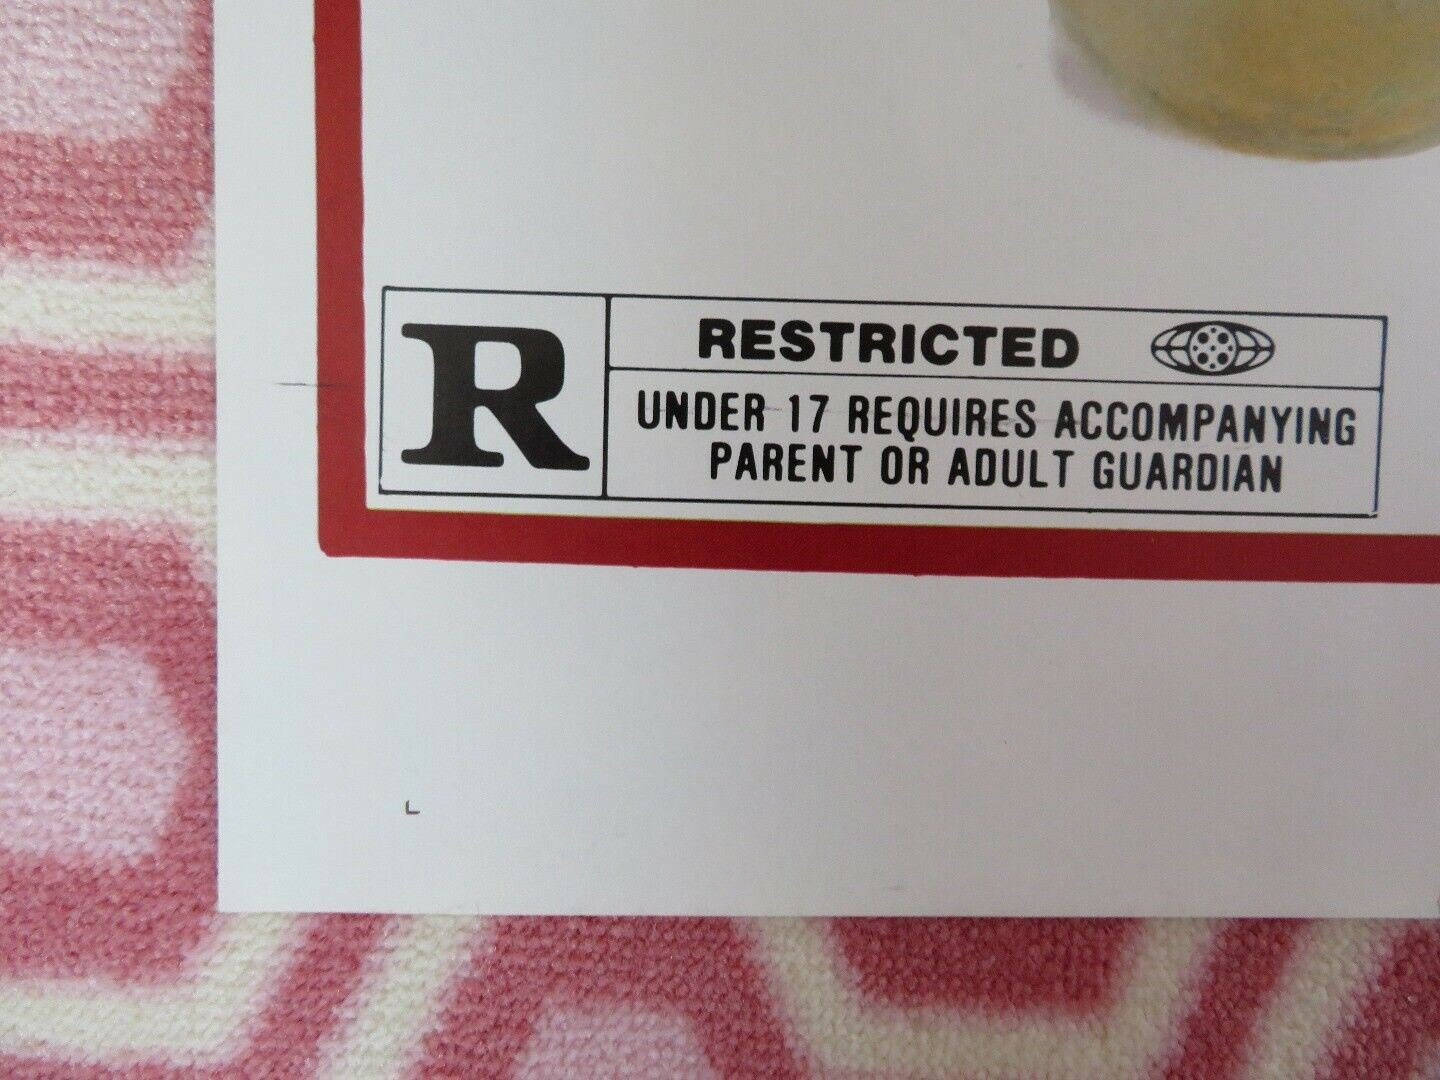 R
RESTRICTED
UNDER 17 REQUIRES ACCOMPANYING
PARENT OR ADULT GUARDIAN